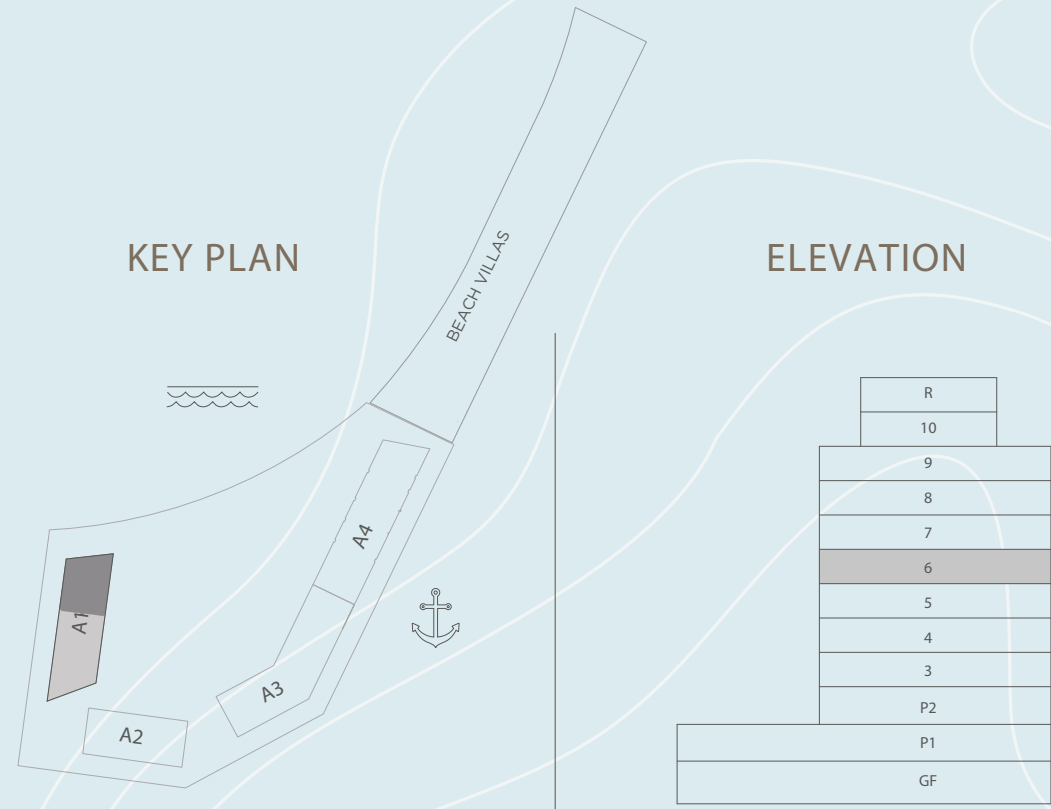 KEY PLAN
BEACH VILLAS
A4
A1
A3
A2
ELEVATION
R
10
9
8
7
6
5
4
3
P2
P1
GF